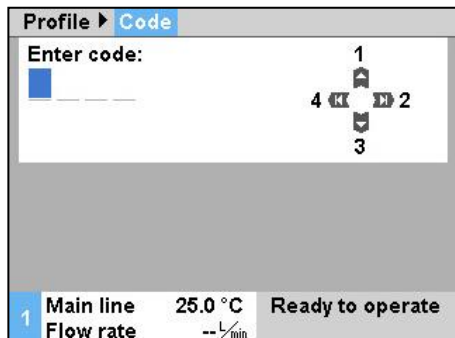 Profile ▶ Code
Enter code:
1
4 2
3
1
Main line 25.0 °C Ready to operate
Flow rate -- L/min